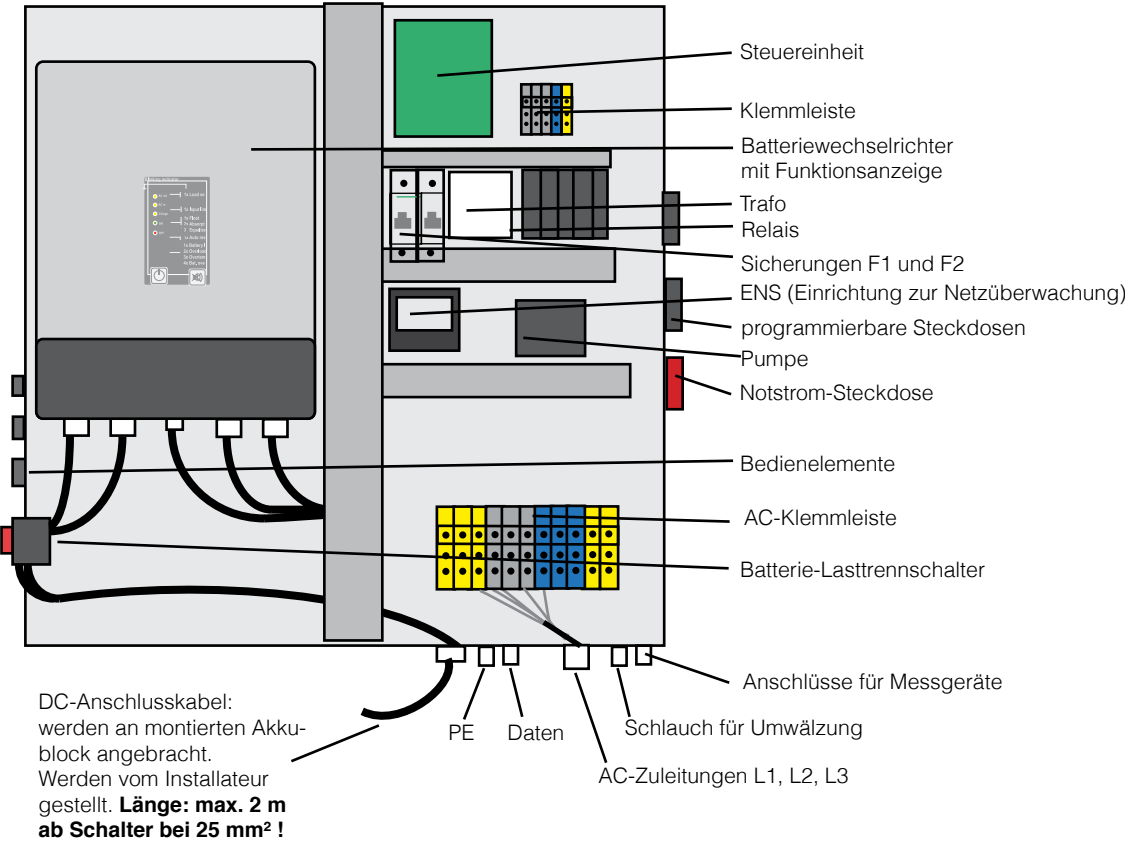 Steuereinheit
Klemmleiste
Batteriewechselrichter
mit Funktionsanzeige
Trafo
Relais
Sicherungen F1 und F2
ENS (Einrichtung zur Netzüberwachung)
programmierbare Steckdosen
Pumpe
Notstrom-Steckdose
Bedienelemente
AC-Klemmleiste
Batterie-Lasttrennschalter
Anschlüsse für Messgeräte
Schlauch für Umwälzung
PE
Daten
AC-Zuleitungen L1, L2, L3
DC-Anschlusskabel:
werden an montierten Akku-
block angebracht.
Werden vom Installateur
gestellt. Länge: max. 2 m
ab Schalter bei 25 mm² !